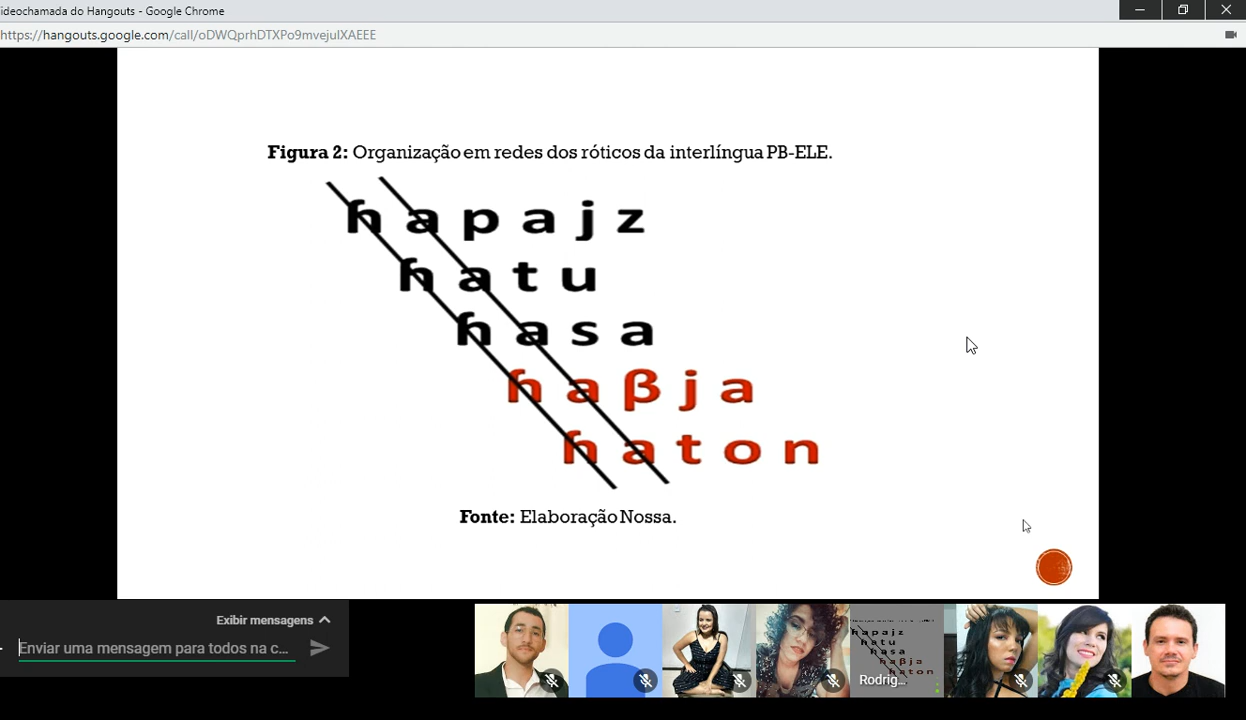 ideochamada do Hangouts - Google Chrome
https://hangouts.google.com/call/oDWQprhDTXPo9mvejuIXAEEE
Figura 2: Organização em redes dos róticos da interlíngua PB-ELE.
ɦ a p a j z
ɦ a t u
ɦ a s a
ɦ a β j a
ɦ a t o n
Fonte: Elaboração Nossa.
Exibir mensagens
Enviar uma mensagem para todos na c...
Rodrig...